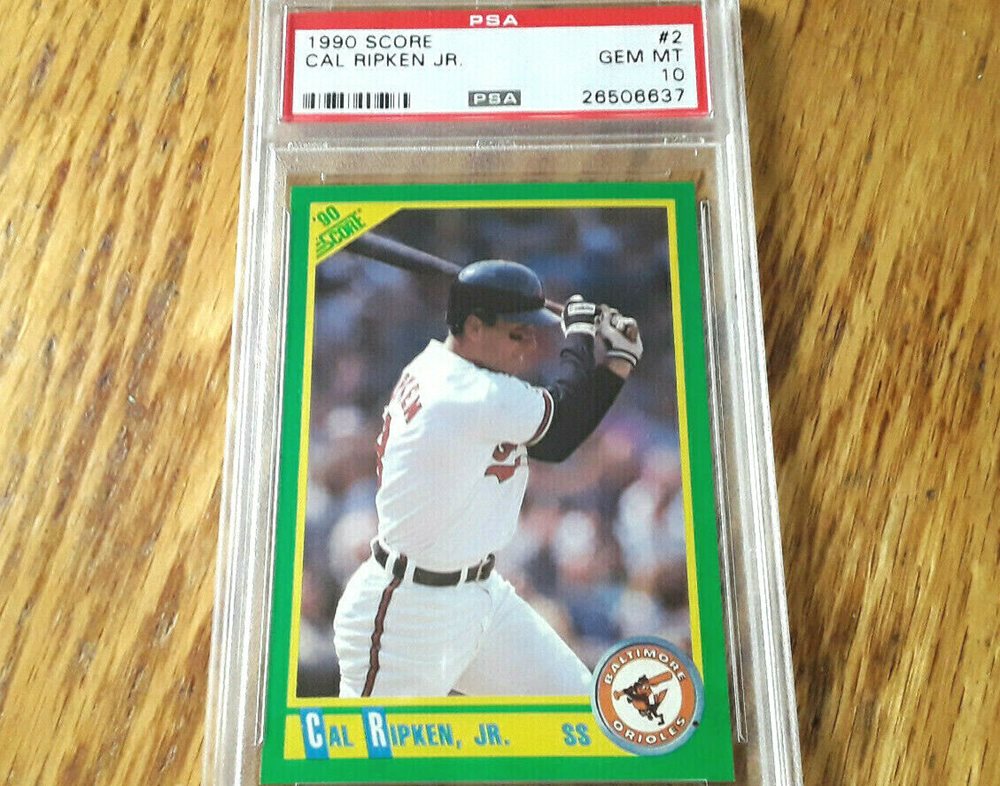 PSA
1990 SCORE #2
CAL RIPKEN JR. GEM MT
10
PSA 26506637
'90
SCORE
BALTIMORE
ORIOLES
CAL RIPKEN, JR. SS